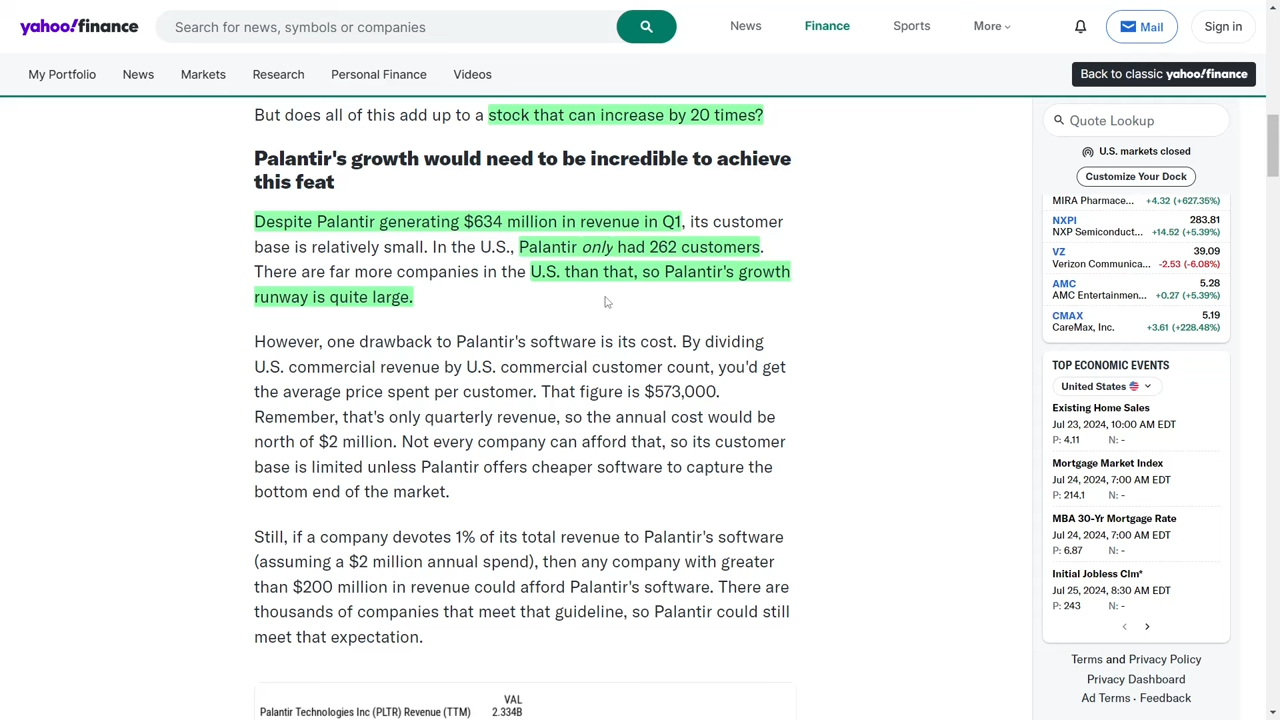 yahoo!finance
Search for news, symbols or companies
News
Finance
Sports
More
Mail
Sign in
My Portfolio
News
Markets
Research
Personal Finance
Videos
Back to classic yahoo!finance
But does all of this add up to a stock that can increase by 20 times?
Palantir's growth would need to be incredible to achieve
this feat
Despite Palantir generating $634 million in revenue in Q1, its customer
base is relatively small. In the U.S., Palantir only had 262 customers.
There are far more companies in the U.S. than that, so Palantir's growth
runway is quite large.
However, one drawback to Palantir's software is its cost. By dividing
U.S. commercial revenue by U.S. commercial customer count, you'd get
the average price spent per customer. That figure is $573,000.
Remember, that's only quarterly revenue, so the annual cost would be
north of $2 million. Not every company can afford that, so its customer
base is limited unless Palantir offers cheaper software to capture the
bottom end of the market.
Still, if a company devotes 1% of its total revenue to Palantir's software
(assuming a $2 million annual spend), then any company with greater
than $200 million in revenue could afford Palantir's software. There are
thousands of companies that meet that guideline, so Palantir could still
meet that expectation.
VAL
Palantir Technologies Inc (PLTR) Revenue (TTM) 2.334B
Quote Lookup
U.S. markets closed
Customize Your Dock
MIRA Pharmace... +4.32 (+627.35%)
NXPI 283.81
NXP Semiconduct... +14.52 (+5.39%)
VZ 39.09
Verizon Communica... -2.53 (-6.08%)
AMC 5.28
AMC Entertainmen... +0.27 (+5.39%)
CMAX 5.19
CareMax, Inc. +3.61 (+228.48%)
TOP ECONOMIC EVENTS
United States
Existing Home Sales
Jul 23, 2024, 10:00 AM EDT
P: 4.11 N: -
Mortgage Market Index
Jul 24, 2024, 7:00 AM EDT
P: 214.1 N: -
MBA 30-Yr Mortgage Rate
Jul 24, 2024, 7:00 AM EDT
P: 6.87 N: -
Initial Jobless Clm*
Jul 25, 2024, 8:30 AM EDT
P: 243 N: -
Terms and Privacy Policy
Privacy Dashboard
Ad Terms · Feedback